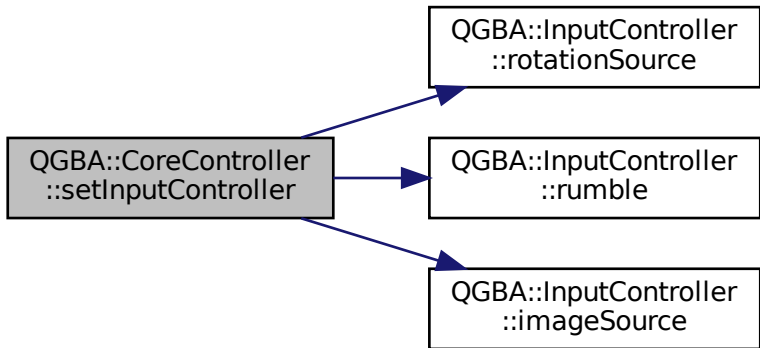 QGBA::CoreController
::setInputController
QGBA::InputController
::rotationSource
QGBA::InputController
::rumble
QGBA::InputController
::imageSource